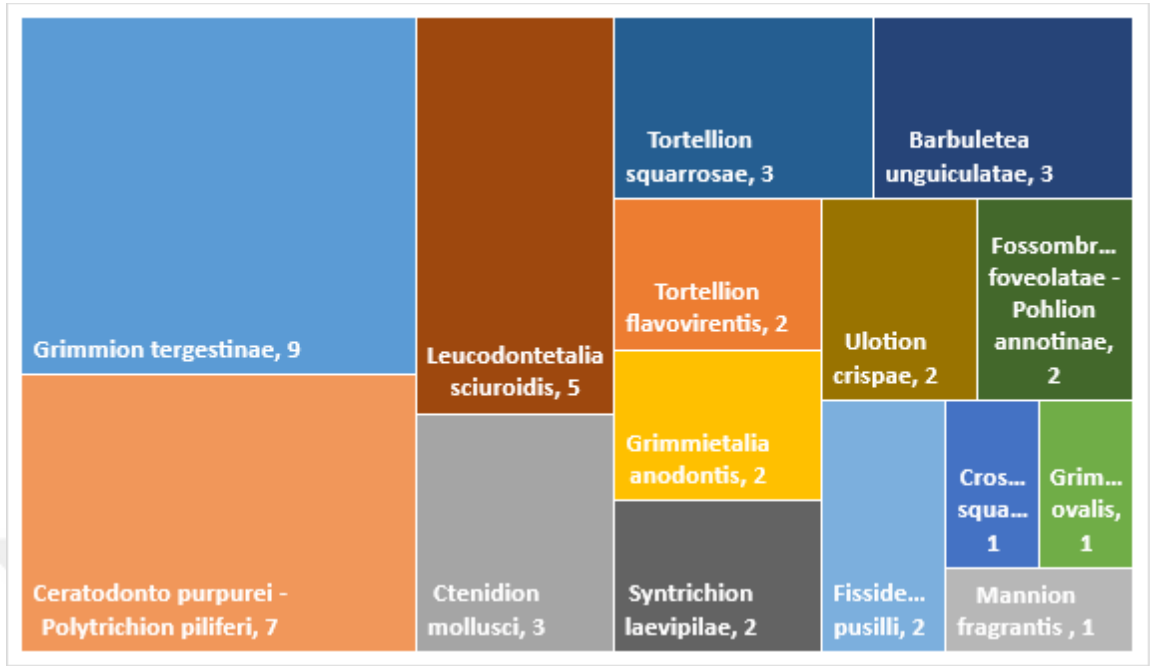 Grimmion tergestinae, 9
Ceratodonto purpurei -
Polytrichion piliferi, 7
Leucodontetalia
sciuroidis, 5
Ctenidion
mollusci, 3
Tortellion
squarrosae, 3
Barbuletea
unguiculatae, 3
Tortellion
flavovirentis, 2
Grimmietalia
anodontis, 2
Syntrichion
laevipilae, 2
Ulotion
crispae, 2
Fossombr...
foveolatae -
Pohlion
annotinae,
2
Fisside...
pusilli, 2
Cros...
squa...
1
Grim...
ovalis,
1
Mannion
fragrantis , 1